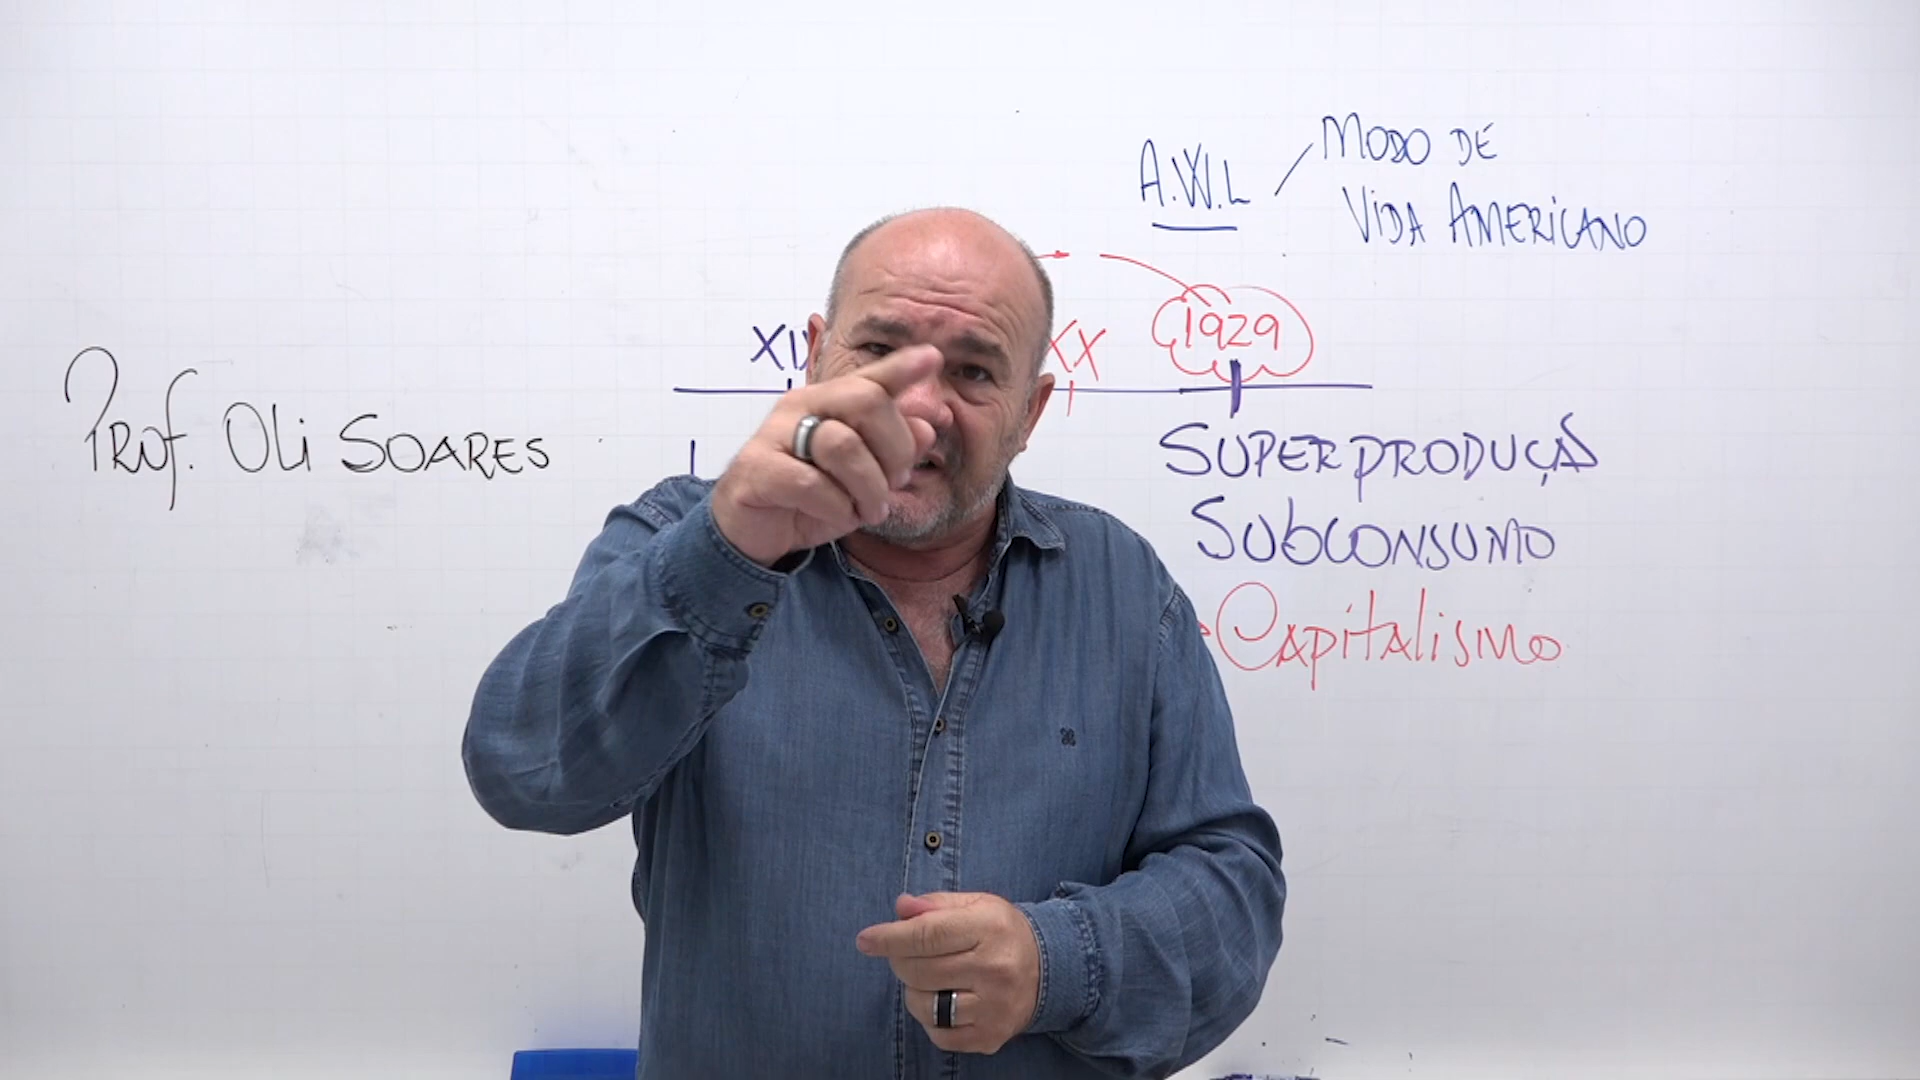 A.W.L
MODO DE
VIDA AMERICANO
XX
1929
PROF. OLI SOARES
SUPERPRODUÇÃ
SUBCONSUMO
CAPITALISMO